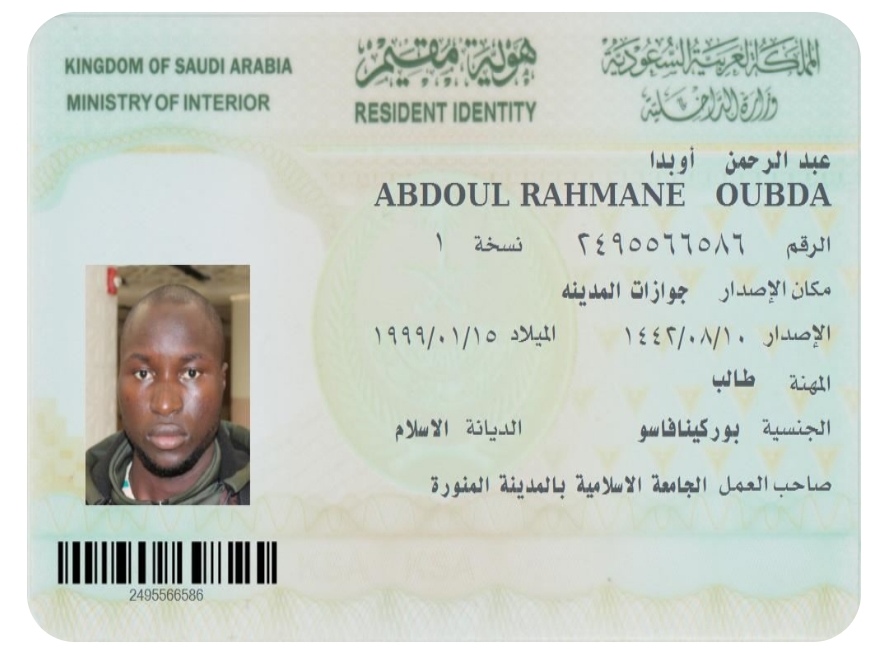 KINGDOM OF SAUDI ARABIA هوية مقيم المملكة العربية السعودية
MINISTRY OF INTERIOR RESIDENT IDENTITY وزارة الداخلية
عبد الرحمن أوبدا
ABDOUL RAHMANE OUBDA
الرقم ٢٤٩٥٥٦٦٥٨٦ نسخة ١
مكان الإصدار جوازات المدينه
الإصدار ١٤٤٢/٠٨/١٠ الميلاد ١٩٩٩/٠١/١٥
المهنة طالب
الجنسية بوركينافاسو الديانة الاسلام
صاحب العمل الجامعة الاسلامية بالمدينة المنورة
2495566586